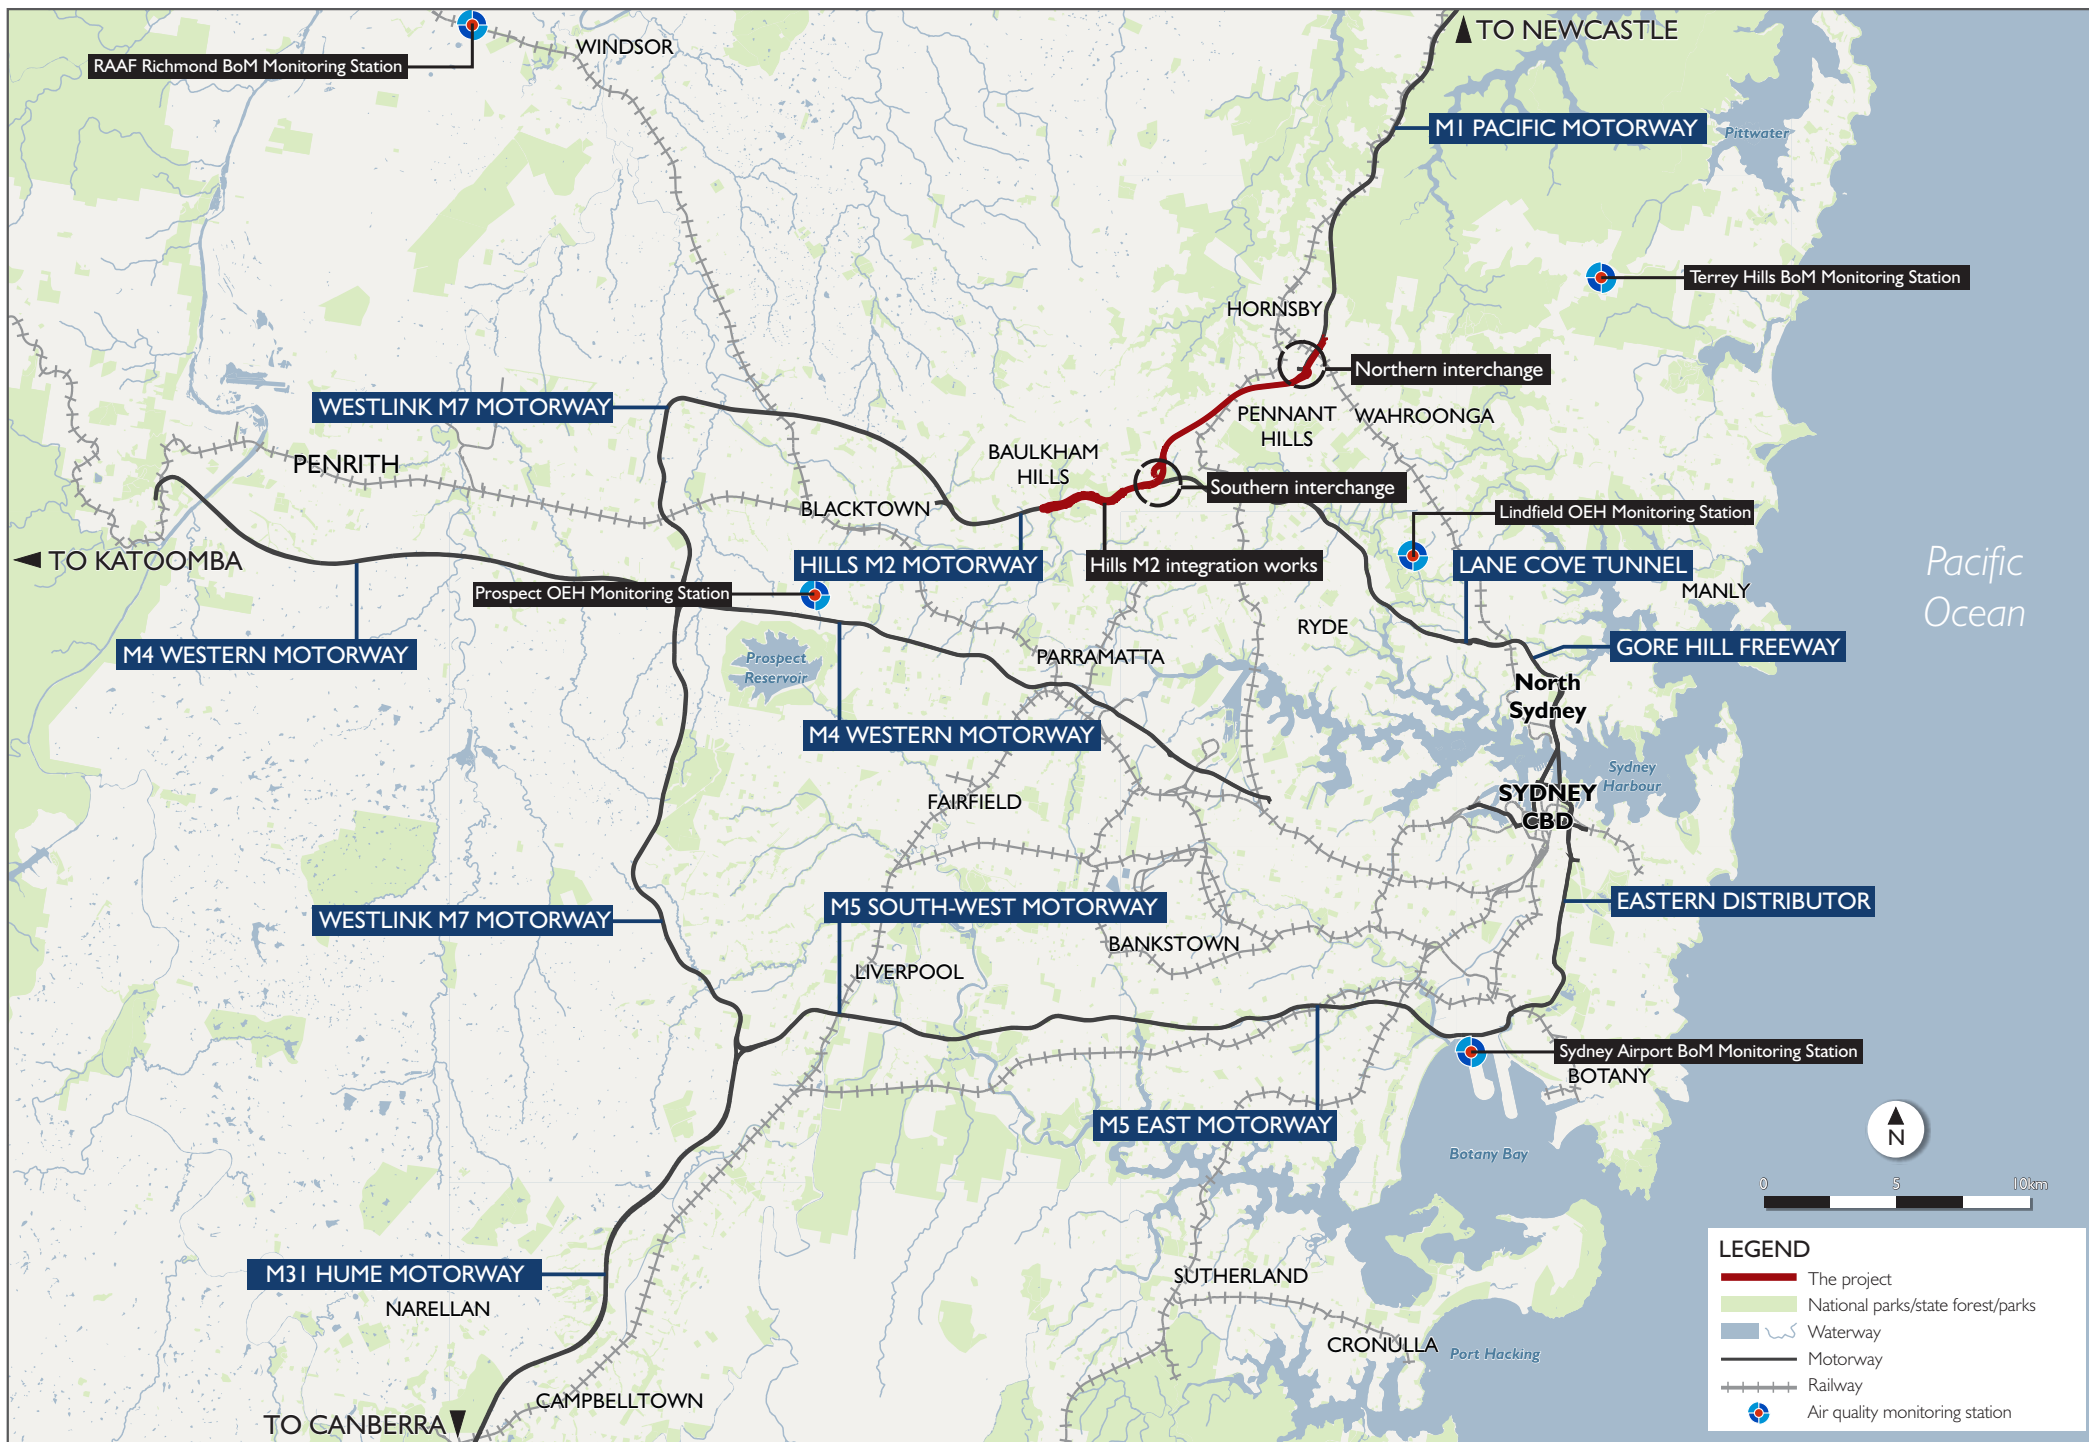 TO NEWCASTLE
WINDSOR
RAAF Richmond BoM Monitoring Station
M1 PACIFIC MOTORWAY
Pittwater
Terrey Hills BoM Monitoring Station
HORNSBY
Northern interchange
WESTLINK M7 MOTORWAY
PENNANT
HILLS
WAHROONGA
BAULKHAM
HILLS
PENRITH
Southern interchange
BLACKTOWN
Lindfield OEH Monitoring Station
TO KATOOMBA
HILLS M2 MOTORWAY
Hills M2 integration works
LANE COVE TUNNEL
Pacific
Ocean
MANLY
Prospect OEH Monitoring Station
RYDE
M4 WESTERN MOTORWAY
GORE HILL FREEWAY
Prospect
Reservoir
PARRAMATTA
North
Sydney
M4 WESTERN MOTORWAY
Sydney
Harbour
SYDNEY
CBD
FAIRFIELD
EASTERN DISTRIBUTOR
M5 SOUTH-WEST MOTORWAY
WESTLINK M7 MOTORWAY
BANKSTOWN
LIVERPOOL
Sydney Airport BoM Monitoring Station
BOTANY
M5 EAST MOTORWAY
N
Botany Bay
0 5 10km
LEGEND
The project
National parks/state forest/parks
Waterway
Motorway
Railway
Air quality monitoring station
M31 HUME MOTORWAY
NARELLAN
SUTHERLAND
CRONULLA
Port Hacking
CAMPBELLTOWN
TO CANBERRA